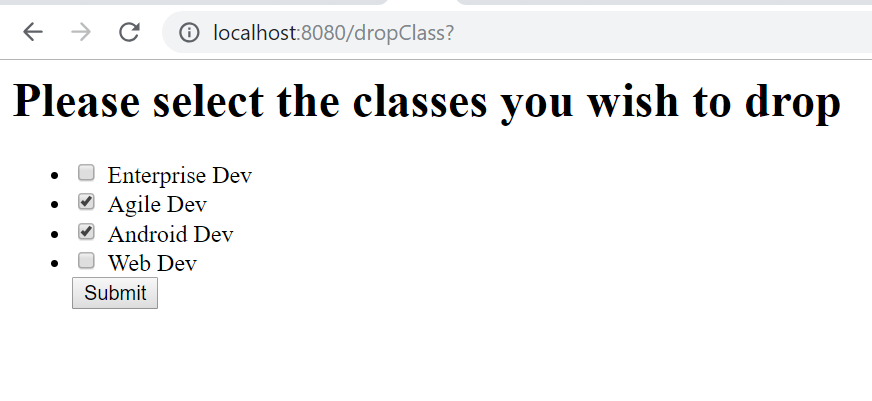 localhost:8080/dropClass?
Please select the classes you wish to drop
Enterprise Dev
Agile Dev
Android Dev
Web Dev
Submit